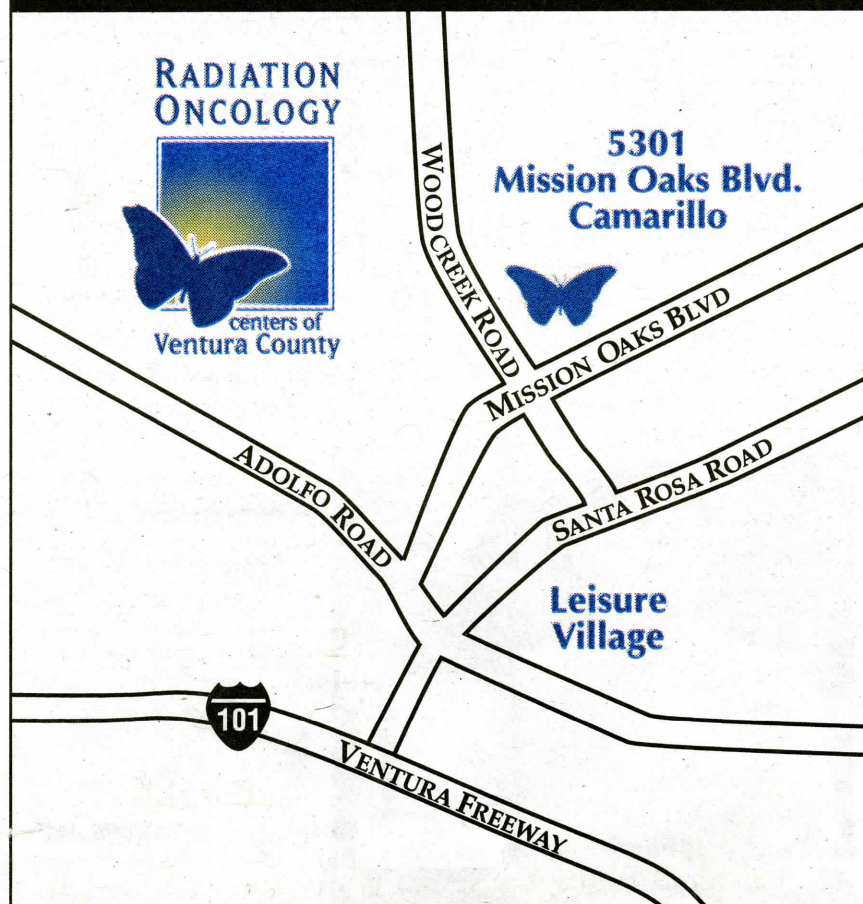 RADIATION
ONCOLOGY
centers of
Ventura County
5301
Mission Oaks Blvd.
Camarillo
WOODCREEK ROAD
MISSION OAKS BLVD
ADOLFO ROAD
SANTA ROSA ROAD
Leisure
Village
101
VENTURA FREEWAY